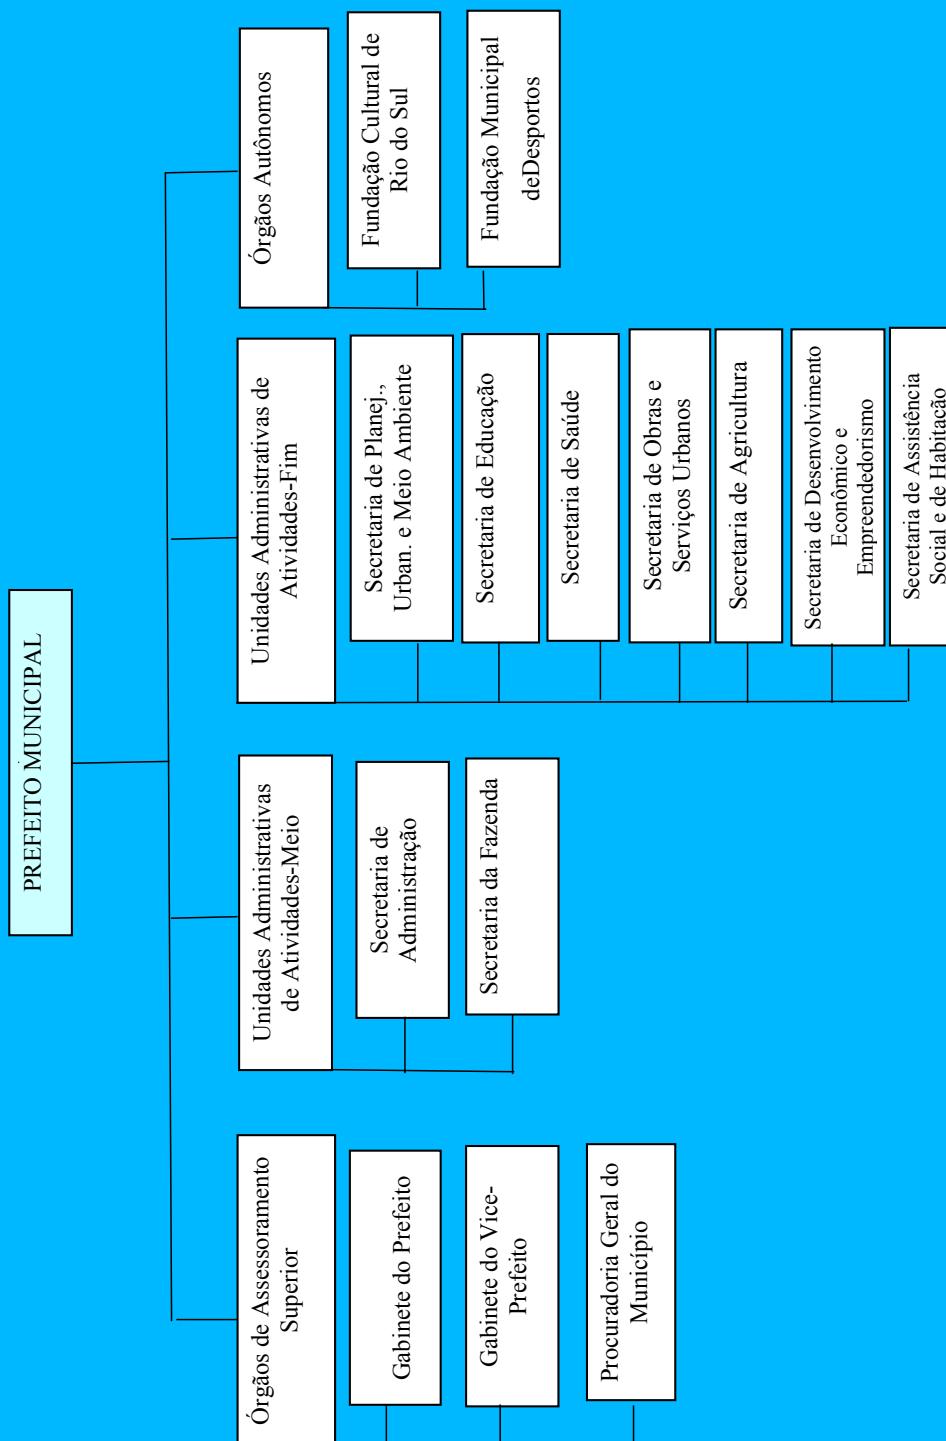 PREFEITO MUNICIPAL
Órgãos de Assessoramento
Superior
Gabinete do Prefeito
Gabinete do Vice-
Prefeito
Procuradoria Geral do
Município
Unidades Administrativas
de Atividades-Meio
Secretaria de
Administração
Secretaria da Fazenda
Unidades Administrativas de
Atividades-Fim
Secretaria de Planej.,
Urban. e Meio Ambiente
Secretaria de Educação
Secretaria de Saúde
Secretaria de Obras e
Serviços Urbanos
Secretaria de Agricultura
Secretaria de Desenvolvimento
Econômico e
Empreendedorismo
Secretaria de Assistência
Social e de Habitação
Órgãos Autônomos
Fundação Cultural de
Rio do Sul
Fundação Municipal
deDesportos